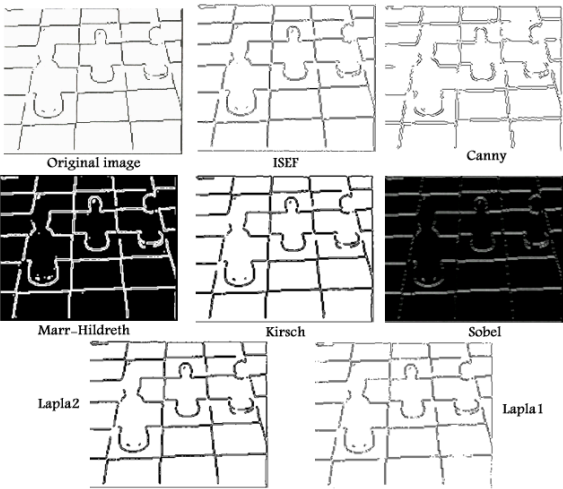 Original image
ISEF
Canny
Marr-Hildreth
Kirsch
Sobel
Lapla2
Lapla1